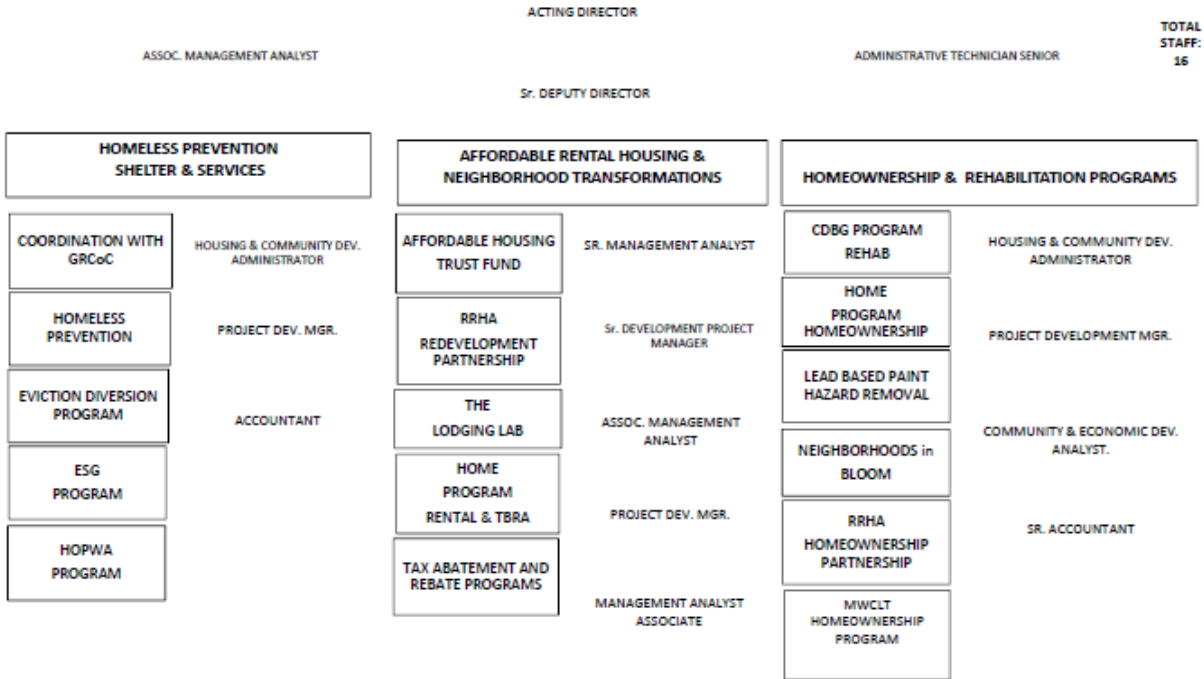 ACTING DIRECTOR
TOTAL
STAFF:
16
ASSOC. MANAGEMENT ANALYST
ADMINISTRATIVE TECHNICIAN SENIOR
Sr. DEPUTY DIRECTOR
HOMELESS PREVENTION
SHELTER & SERVICES
COORDINATION WITH
GRCoC
HOUSING & COMMUNITY DEV.
ADMINISTRATOR
HOMELESS
PREVENTION
PROJECT DEV. MGR.
EVICTION DIVERSION
PROGRAM
ACCOUNTANT
ESG
PROGRAM
HOPWA
PROGRAM
AFFORDABLE RENTAL HOUSING &
NEIGHBORHOOD TRANSFORMATIONS
AFFORDABLE HOUSING
TRUST FUND
SR. MANAGEMENT ANALYST
RRHA
REDEVELOPMENT
PARTNERSHIP
Sr. DEVELOPMENT PROJECT
MANAGER
THE
LODGING LAB
ASSOC. MANAGEMENT
ANALYST
HOME
PROGRAM
RENTAL & TBRA
PROJECT DEV. MGR.
TAX ABATEMENT AND
REBATE PROGRAMS
MANAGEMENT ANALYST
ASSOCIATE
HOMEOWNERSHIP & REHABILITATION PROGRAMS
CDBG PROGRAM
REHAB
HOUSING & COMMUNITY DEV.
ADMINISTRATOR
HOME
PROGRAM
HOMEOWNERSHIP
PROJECT DEVELOPMENT MGR.
LEAD BASED PAINT
HAZARD REMOVAL
COMMUNITY & ECONOMIC DEV.
ANALYST.
NEIGHBORHOODS in
BLOOM
RRHA
HOMEOWNERSHIP
PARTNERSHIP
SR. ACCOUNTANT
MWCLT
HOMEOWNERSHIP
PROGRAM